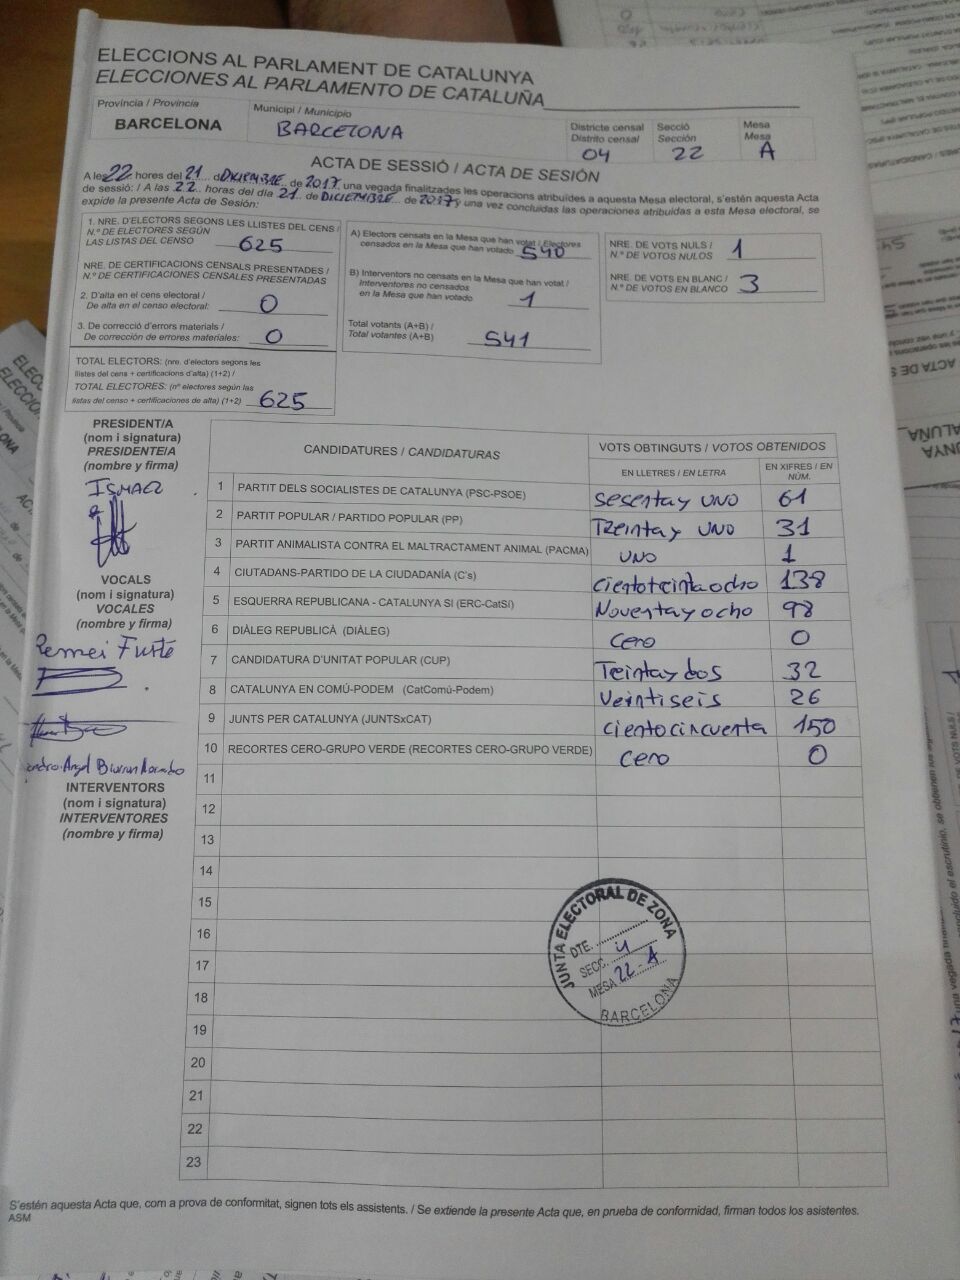 ELECCIONS AL PARLAMENT DE CATALUNYA
ELECCIONES AL PARLAMENTO DE CATALUÑA
Província / Provincia
BARCELONA
Municipi / Municipio
BARCELONA
Districte censal
Distrito censal
04
Secció
Sección
22
Mesa
Mesa
A
ACTA DE SESSIÓ / ACTA DE SESIÓN
A les 22 hores del 21 d DICIEMBRE de 2017, una vegada finalitzades les operacions atribuïdes a aquesta Mesa electoral, s'estén aquesta Acta
de sessió: / A las 22 horas del día 21 de DICIEMBRE de 2017 y una vez concluidas las operaciones atribuidas a esta Mesa electoral, se
expide la presente Acta de Sesión:
1. NRE. D'ELECTORS SEGONS LES LLISTES DEL CENS /
N.º DE ELECTORES SEGÚN
LAS LISTAS DEL CENSO 625
NRE. DE CERTIFICACIONS CENSALS PRESENTADES /
N.º DE CERTIFICACIONES CENSALES PRESENTADAS
2. D'alta en el cens electoral /
De alta en el censo electoral: 0
3. De correcció d'errors materials /
De corrección de errores materiales: 0
TOTAL ELECTORS: (nre. d'electors segons les
llistes del cens + certificacions d'alta) (1+2) /
TOTAL ELECTORES: (nº electores según las
listas del censo + certificaciones de alta) (1+2) 625
A) Electors censats en la Mesa que han votat / Electores
censados en la Mesa que han votado 540
B) Interventors no censats en la Mesa que han votat /
Interventores no censados
en la Mesa que han votado 1
Total votants (A+B) /
Total votantes (A+B) 541
NRE. DE VOTS NULS /
N.º DE VOTOS NULOS 1
NRE. DE VOTS EN BLANC /
N.º DE VOTOS EN BLANCO 3
PRESIDENT/A
(nom i signatura)
PRESIDENTE/A
(nombre y firma)
ISMAEL
VOCALS
(nom i signatura)
VOCALES
(nombre y firma)
Remei Fusté
Angel
INTERVENTORS
(nom i signatura)
INTERVENTORES
(nombre y firma)
CANDIDATURES / CANDIDATURAS
VOTS OBTINGUTS / VOTOS OBTENIDOS
EN LLETRES / EN LETRA
EN XIFRES / EN NÚM.
1 PARTIT DELS SOCIALISTES DE CATALUNYA (PSC-PSOE) Sesenta y UNO 61
2 PARTIT POPULAR / PARTIDO POPULAR (PP) Treinta y UNO 31
3 PARTIT ANIMALISTA CONTRA EL MALTRACTAMENT ANIMAL (PACMA) UNO 1
4 CIUTADANS-PARTIDO DE LA CIUDADANÍA (C's) Cientotreintaocho 138
5 ESQUERRA REPUBLICANA - CATALUNYA SI (ERC-CatSí) Noventa y ocho 98
6 DIÀLEG REPUBLICÀ (DIÀLEG) Cero 0
7 CANDIDATURA D'UNITAT POPULAR (CUP) Treinta y dos 32
8 CATALUNYA EN COMÚ-PODEM (CatComú-Podem) Veintiseis 26
9 JUNTS PER CATALUNYA (JUNTSxCAT) Ciento cincuenta 150
10 RECORTES CERO-GRUPO VERDE (RECORTES CERO-GRUPO VERDE) Cero 0
11
12
13
14
15
16
17
18
19
20
21
22
23
JUNTA ELECTORAL DE ZONA
DTE.
SECC. 4
MESA 22-A
BARCELONA
S'estén aquesta Acta que, com a prova de conformitat, signen tots els assistents. / Se extiende la presente Acta que, en prueba de conformidad, firman todos los asistentes.
ASM